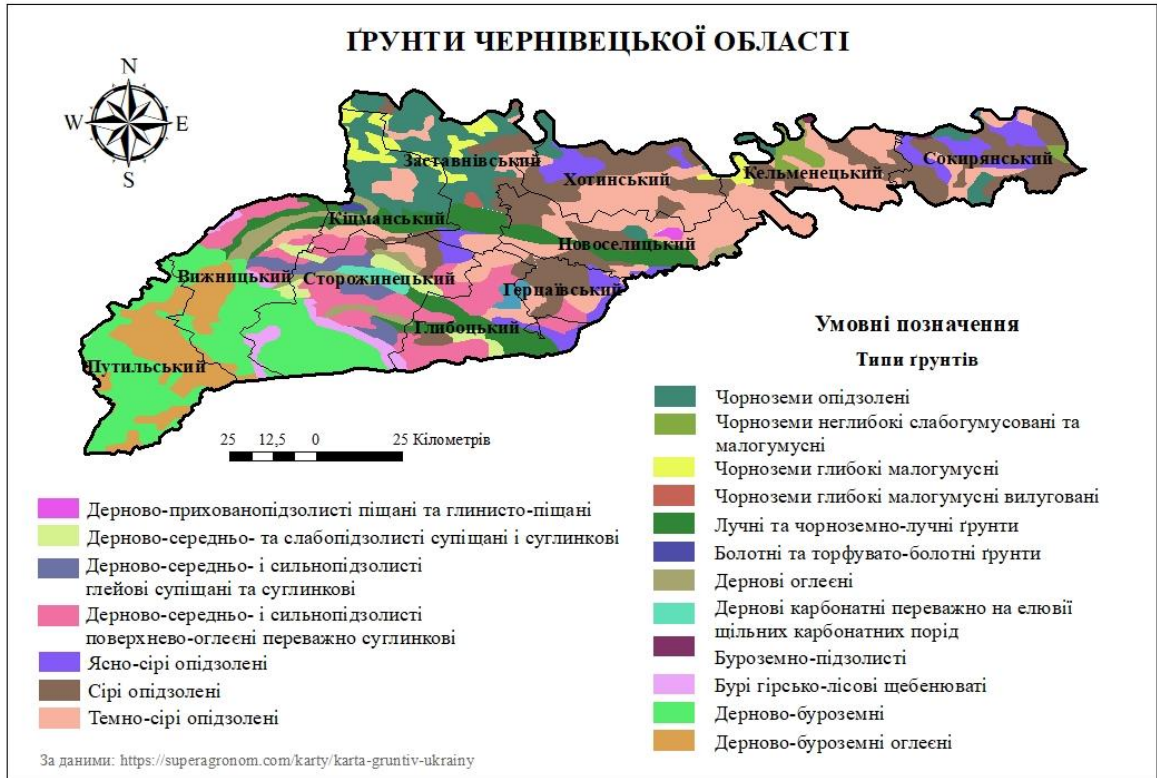 ҐРУНТИ ЧЕРНІВЕЦЬКОЇ ОБЛАСТІ
N
W E
S
Заставнівський
Хотинський
Кельменецький
Сокирянський
Кіцманський
Новоселицький
Вижницький
Сторожинецький
Герцаївський
Глибоцький
Путильський
25 12,5 0 25 Кілометрів
Умовні позначення
Типи ґрунтів
Дерново-прихованопідзолисті піщані та глинисто-піщані
Дерново-середньо- та слабопідзолисті супіщані і суглинкові
Дерново-середньо- і сильнопідзолисті
глейові супіщані та суглинкові
Дерново-середньо- і сильнопідзолисті
поверхнево-оглеєні переважно суглинкові
Ясно-сірі опідзолені
Сірі опідзолені
Темно-сірі опідзолені
Чорноземи опідзолені
Чорноземи неглибокі слабогумусовані та
малогумусні
Чорноземи глибокі малогумусні
Чорноземи глибокі малогумусні вилуговані
Лучні та чорноземно-лучні ґрунти
Болотні та торфувато-болотні ґрунти
Дернові оглеєні
Дернові карбонатні переважно на елювії
щільних карбонатних порід
Буроземно-підзолисті
Бурі гірсько-лісові щебенюваті
Дерново-буроземні
Дерново-буроземні оглеєні
За даними: https://superagronom.com/karty/karta-gruntiv-ukrainy